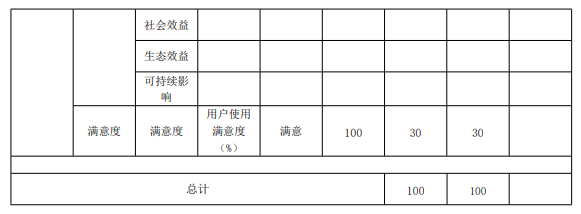 社会效益
生态效益
可持续影
响
满意度 满意度 用户使用
满意度
（%） 满意 100 30 30
总计 100 100